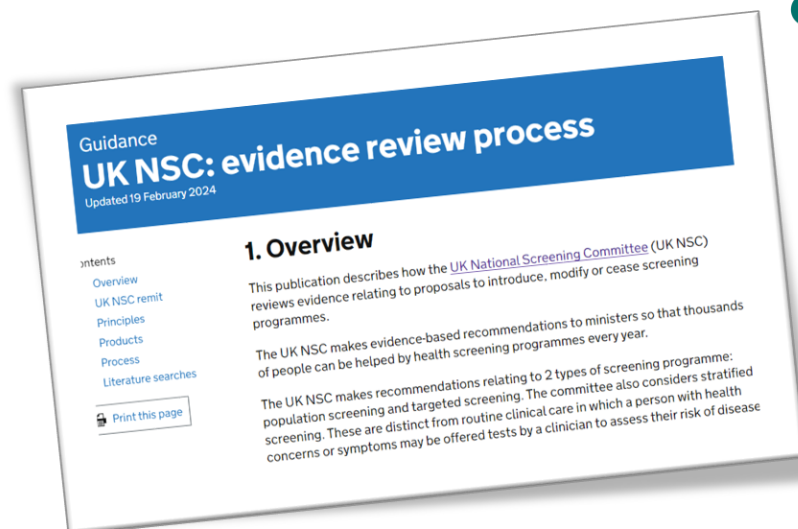 Guidance
UK NSC: evidence review process
Updated 19 February 2024
ontents
Overview
UK NSC remit
Principles
Products
Process
Literature searches
Print this page
1. Overview
This publication describes how the UK National Screening Committee (UK NSC)
reviews evidence relating to proposals to introduce, modify or cease screening
programmes.
The UK NSC makes evidence-based recommendations to ministers so that thousands
of people can be helped by health screening programmes every year.
The UK NSC makes recommendations relating to 2 types of screening programme:
population screening and targeted screening. The committee also considers stratified
screening. These are distinct from routine clinical care in which a person with health
concerns or symptoms may be offered tests by a clinician to assess their risk of disease